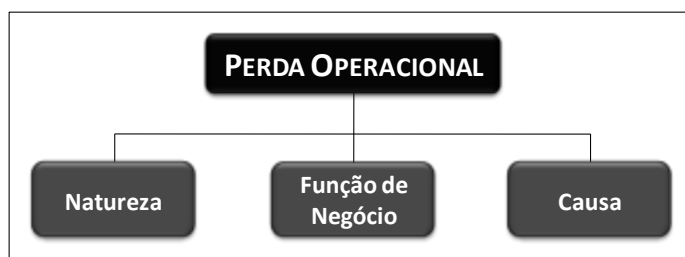 PERDA OPERACIONAL
Natureza
Função de
Negócio
Causa